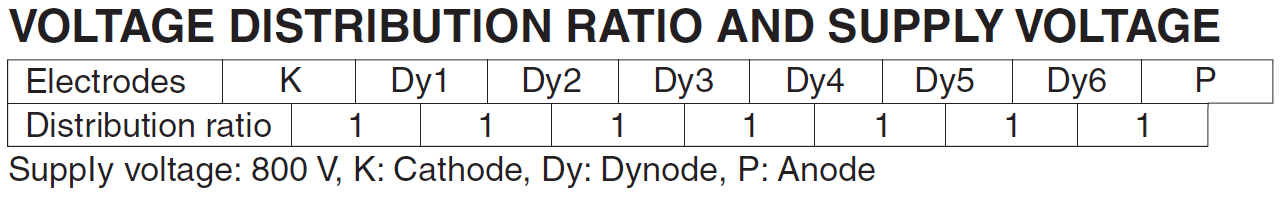 VOLTAGE DISTRIBUTION RATIO AND SUPPLY VOLTAGE
Electrodes K Dy1 Dy2 Dy3 Dy4 Dy5 Dy6 P
Distribution ratio 1 1 1 1 1 1 1
Supply voltage: 800 V, K: Cathode, Dy: Dynode, P: Anode